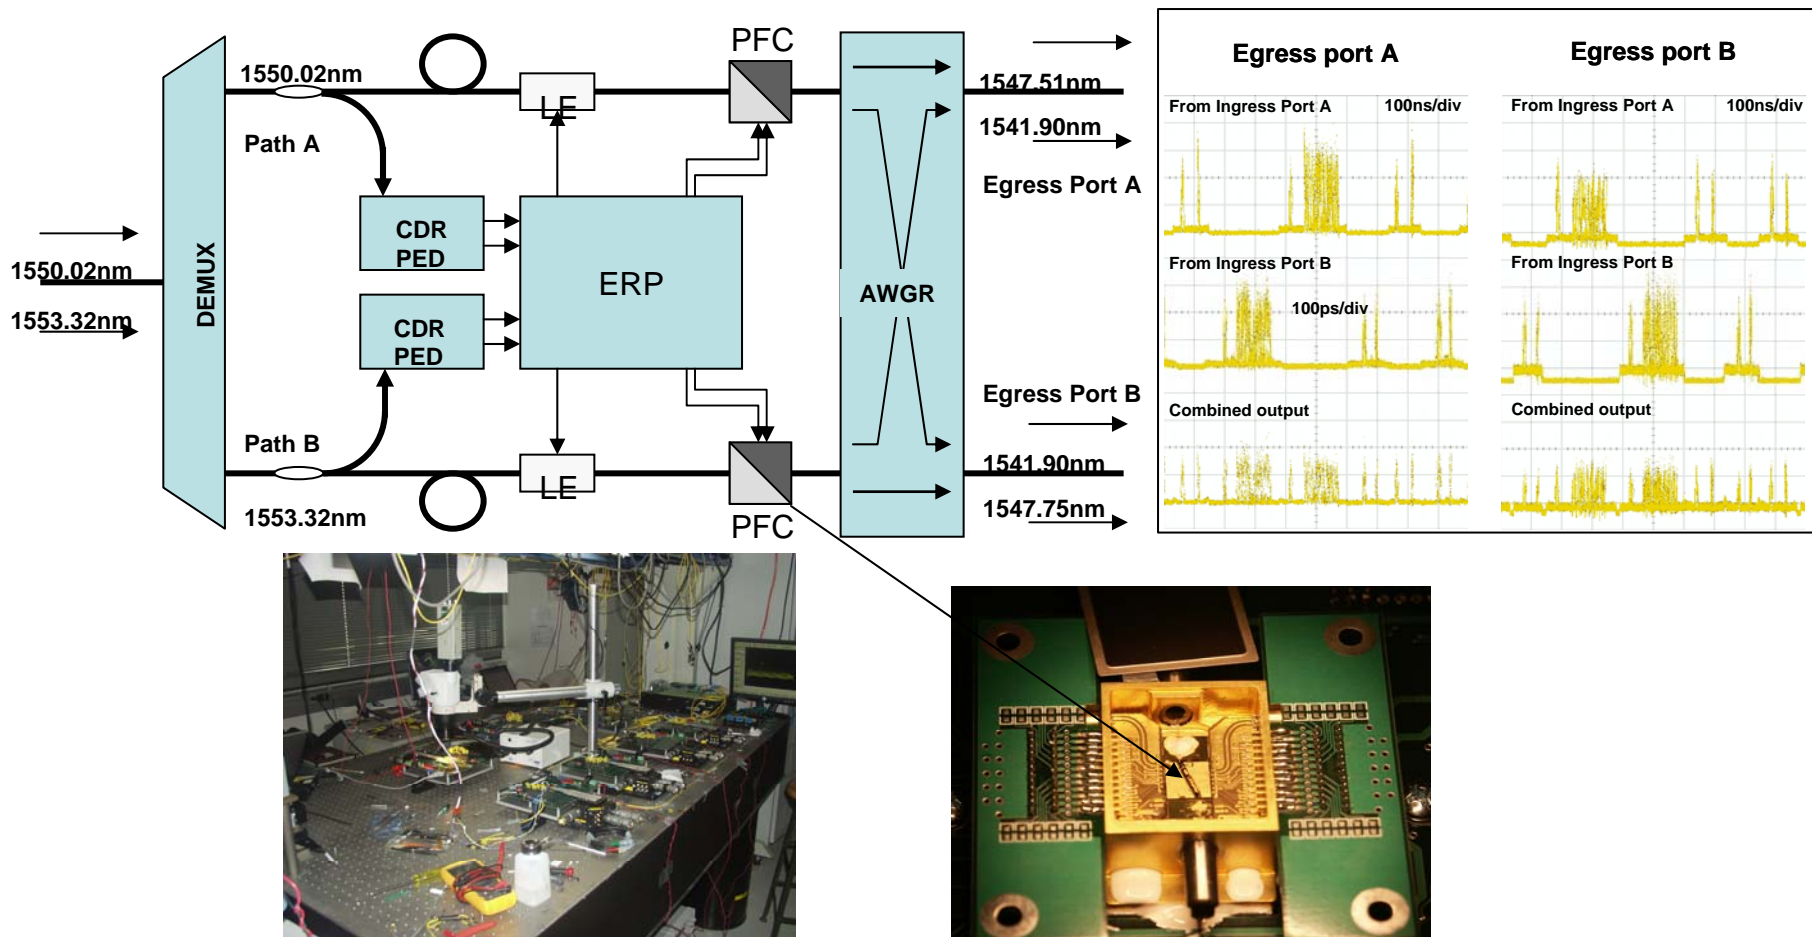 1550.02nm
1553.32nm
DEMUX
1550.02nm
Path A
Path B
1553.32nm
LE
CDR
PED
CDR
PED
ERP
LE
PFC
PFC
AWGR
1547.51nm
1541.90nm
Egress Port A
Egress Port B
1541.90nm
1547.75nm
Egress port A
From Ingress Port A 100ns/div
From Ingress Port B
100ps/div
Combined output
Egress port B
From Ingress Port A 100ns/div
From Ingress Port B
Combined output